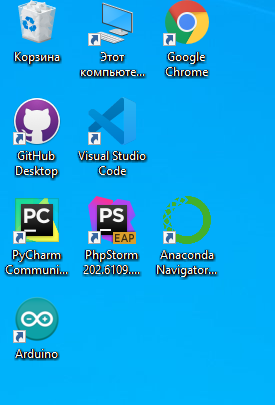 Корзина
Этот
компьюте...
Google
Chrome
GitHub
Desktop
Visual Studio
Code
PC
PyCharm
Communi...
PS
EAP
PhpStorm
202.6109....
Anaconda
Navigator...
Arduino